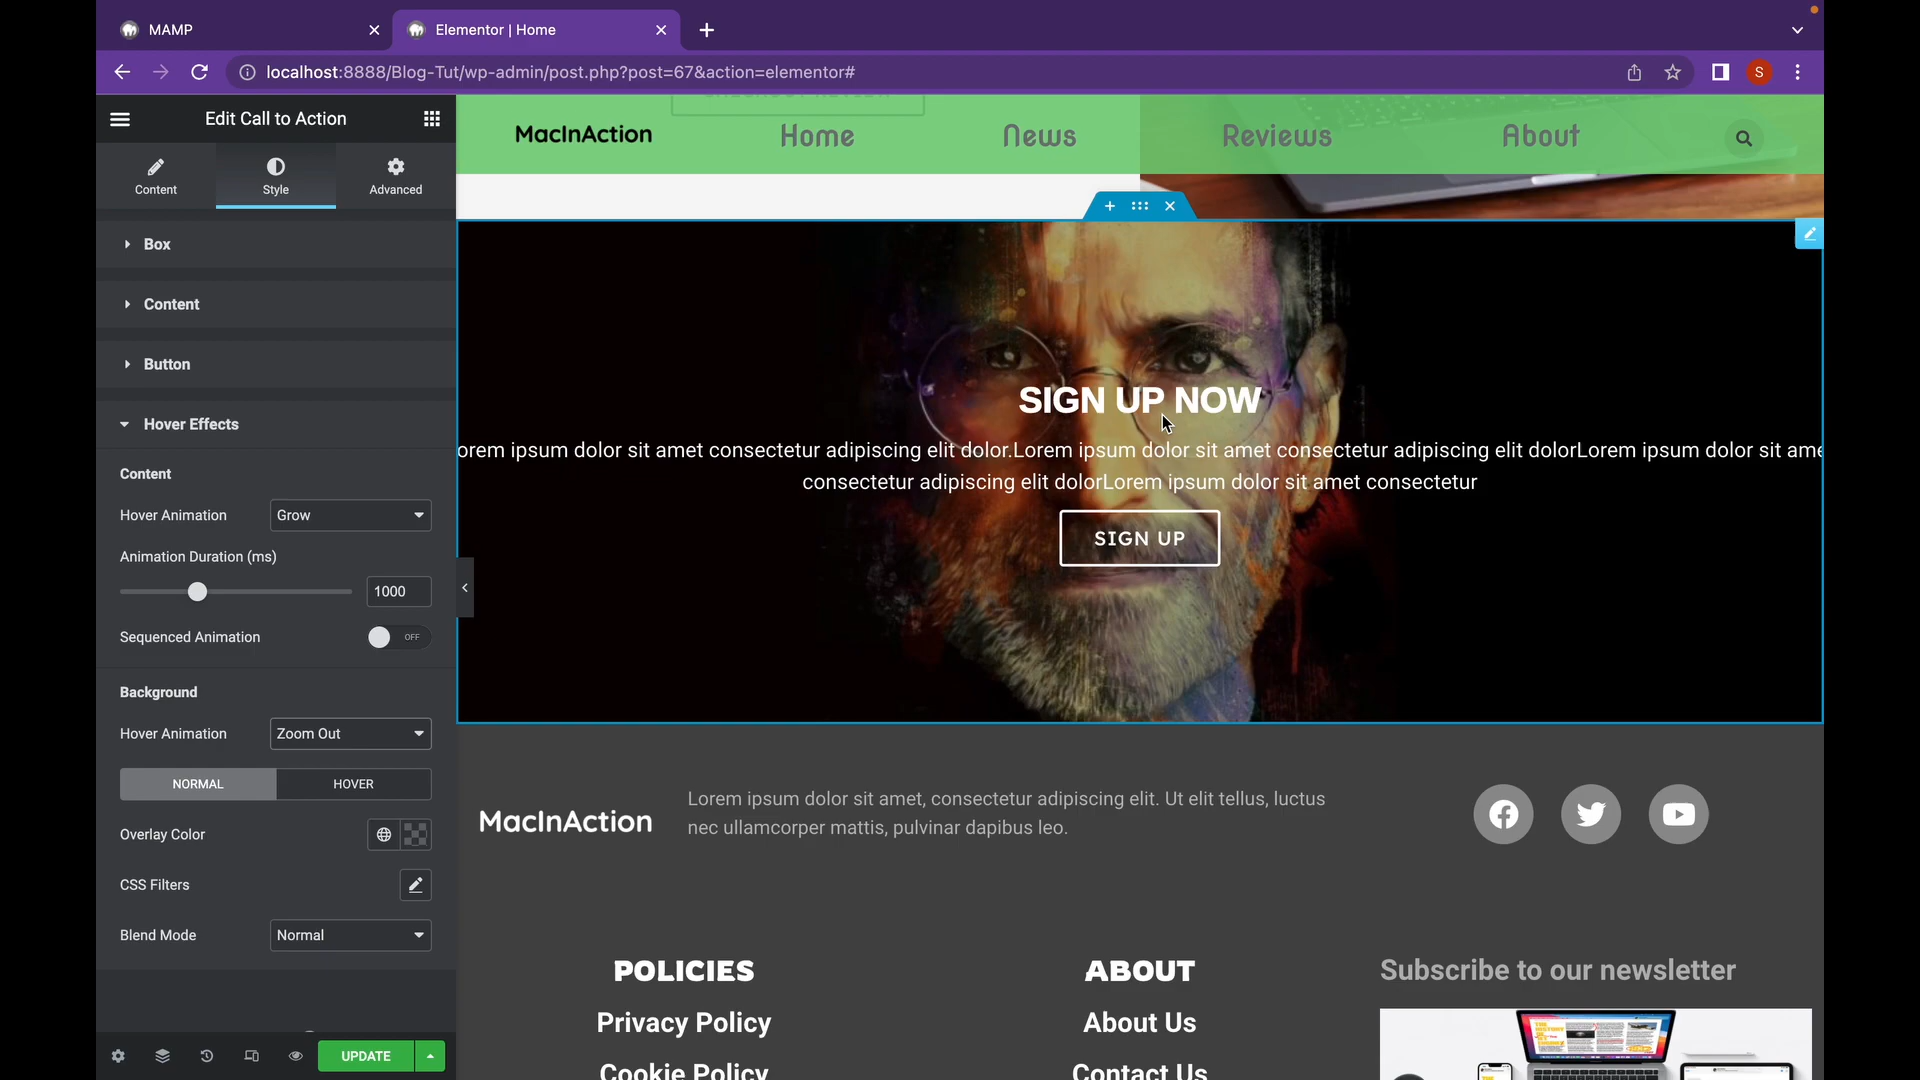 MAMP
Elementor | Home
localhost:8888/Blog-Tut/wp-admin/post.php?post=67&action=elementor#
S
Edit Call to Action
Content
Style
Advanced
Box
Content
Button
Hover Effects
Content
Hover Animation
Grow
Animation Duration (ms)
1000
Sequenced Animation
OFF
Background
Hover Animation
Zoom Out
NORMAL
HOVER
Overlay Color
CSS Filters
Blend Mode
Normal
UPDATE
MacInAction
Home
News
Reviews
About
SIGN UP NOW
orem ipsum dolor sit amet consectetur adipiscing elit dolor.Lorem ipsum dolor sit amet consectetur adipiscing elit dolorLorem ipsum dolor sit ame
consectetur adipiscing elit dolorLorem ipsum dolor sit amet consectetur
SIGN UP
MacInAction
Lorem ipsum dolor sit amet, consectetur adipiscing elit. Ut elit tellus, luctus
nec ullamcorper mattis, pulvinar dapibus leo.
POLICIES
Privacy Policy
Cookie Policy
ABOUT
About Us
Contact Us
Subscribe to our newsletter